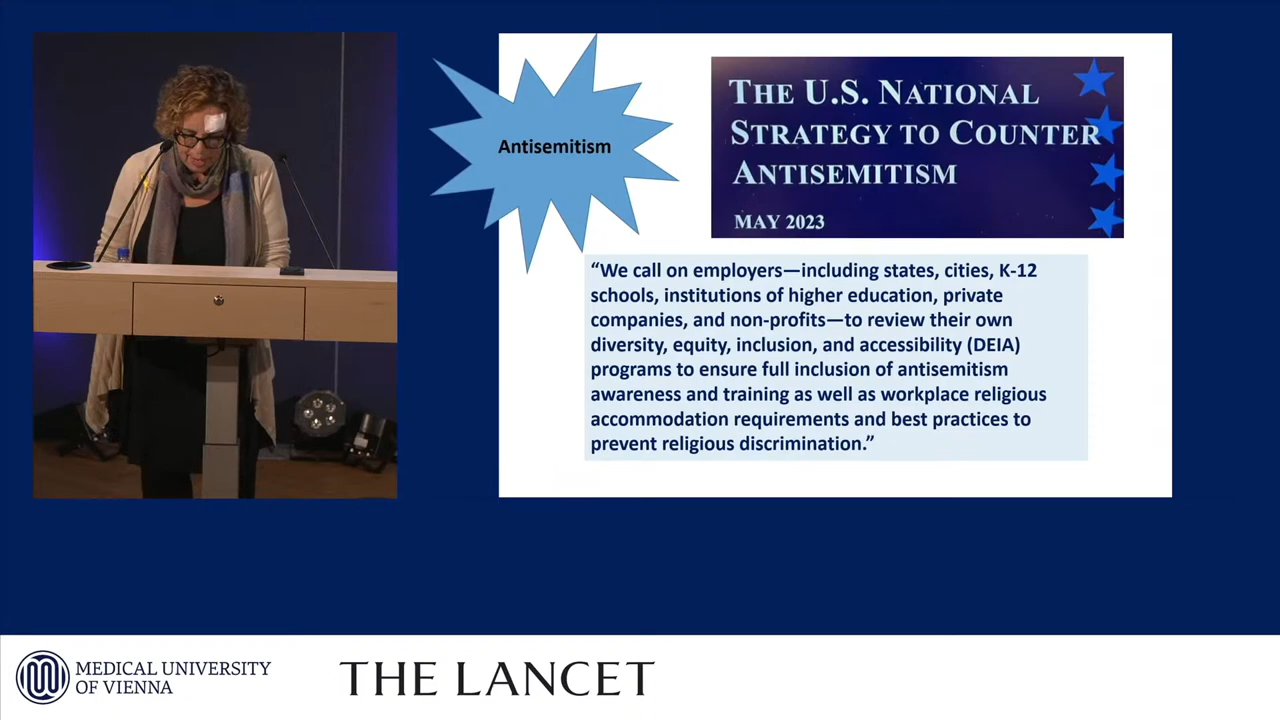 Antisemitism
THE U.S. NATIONAL
STRATEGY TO COUNTER
ANTISEMITISM
MAY 2023
“We call on employers—including states, cities, K-12
schools, institutions of higher education, private
companies, and non-profits—to review their own
diversity, equity, inclusion, and accessibility (DEIA)
programs to ensure full inclusion of antisemitism
awareness and training as well as workplace religious
accommodation requirements and best practices to
prevent religious discrimination.”
MEDICAL UNIVERSITY
OF VIENNA
THE LANCET